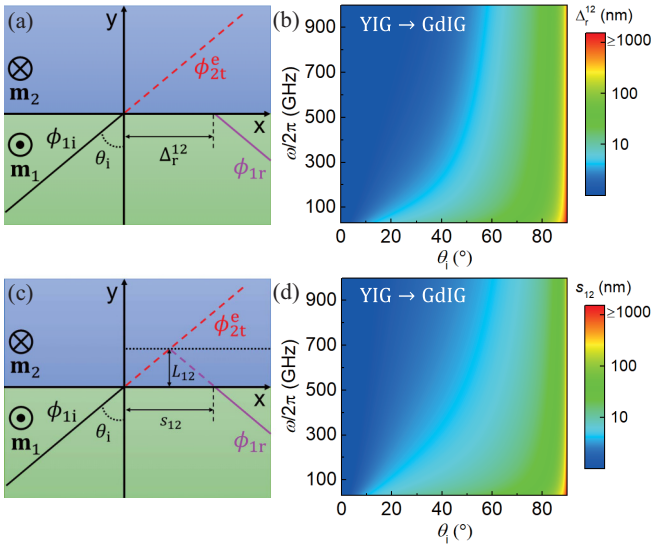 (a)
y
m₂
ϕ₂ₜᵉ
x
ϕ₁ᵢ
θᵢ
Δᵣ¹²
m₁
ϕ₁ᵣ
(b)
YIG → GdIG
ω/2π (GHz)
900
700
500
300
100
0 20 40 60 80
θᵢ (°)
Δᵣ¹² (nm)
≥1000
100
10
(c)
y
m₂
ϕ₂ₜᵉ
L₁₂
x
ϕ₁ᵢ
θᵢ
s₁₂
m₁
ϕ₁ᵣ
(d)
YIG → GdIG
ω/2π (GHz)
900
700
500
300
100
0 20 40 60 80
θᵢ (°)
s₁₂ (nm)
≥1000
100
10